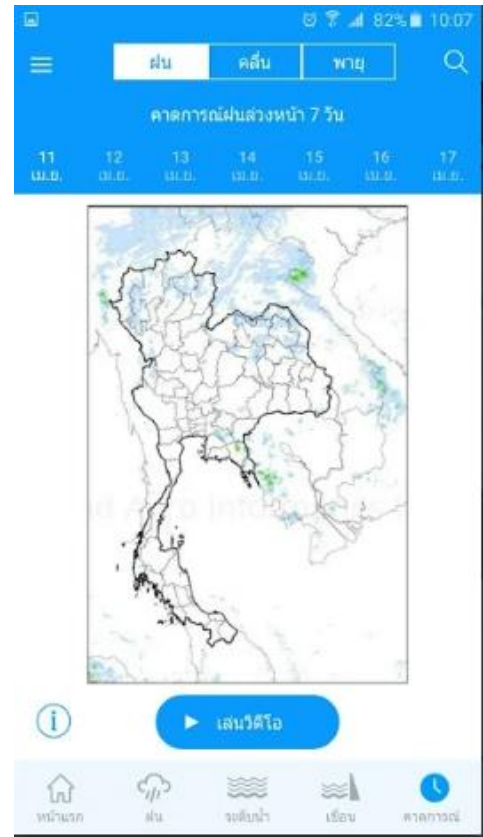 82% 10:07
ฝน คลื่น พายุ
คาดการณ์ฝนล่วงหน้า 7 วัน
11 12 13 14 15 16 17
เม.ย. เม.ย. เม.ย. เม.ย. เม.ย. เม.ย. เม.ย.
เล่นวิดีโอ
หน้าแรก ฝน ระดับน้ำ เขื่อน คาดการณ์